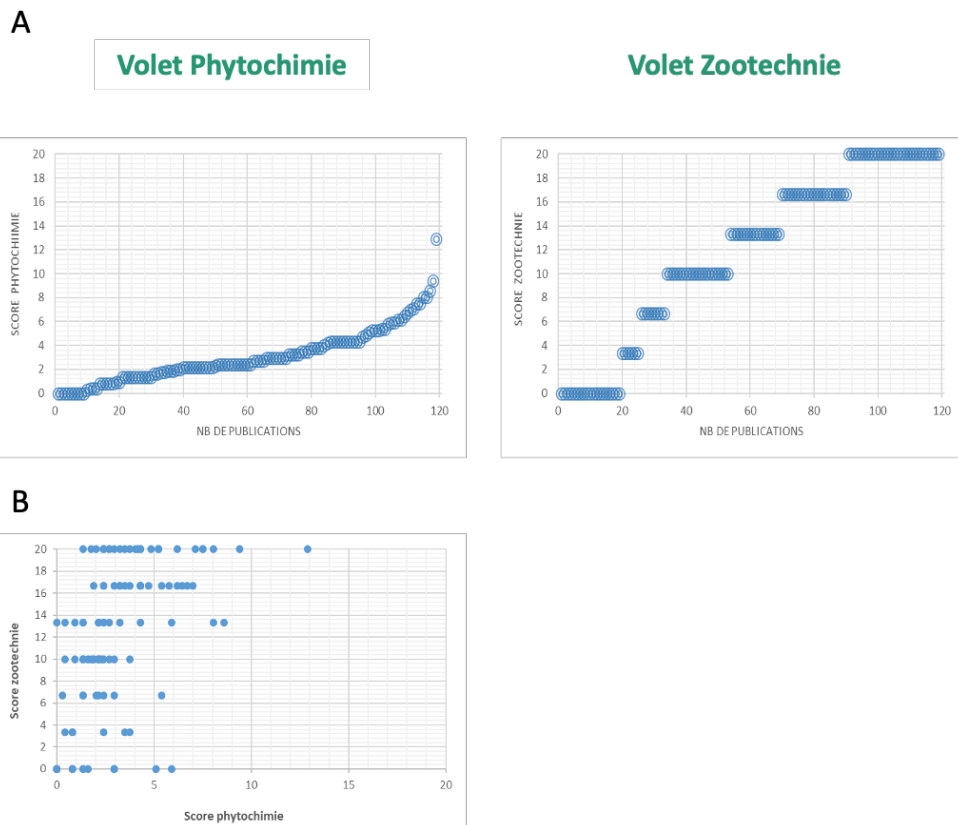 A
Volet Phytochimie
Volet Zootechnie
20
18
16
14
12
10
8
6
4
2
0
0 20 40 60 80 100 120
SCORE PHYTOCHIIMIE
NB DE PUBLICATIONS
20
18
16
14
12
10
8
6
4
2
0
0 20 40 60 80 100 120
SCORE ZOOTECHNIE
NB DE PUBLICATIONS
B
20
18
16
14
12
10
8
6
4
2
0
0 5 10 15 20
Score zootechnie
Score phytochimie